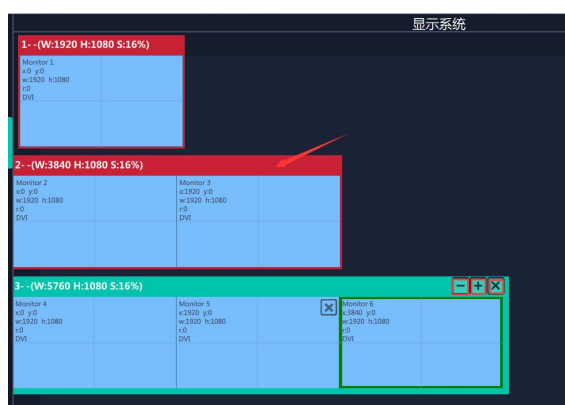 显示系统
1- -(W:1920 H:1080 S:16%)
Monitor 1
x:0 y:0
w:1920 h:1080
r:0
DVI
2- -(W:3840 H:1080 S:16%)
Monitor 2
x:0 y:0
w:1920 h:1080
r:0
DVI
Monitor 3
x:1920 y:0
w:1920 h:1080
r:0
DVI
3- -(W:5760 H:1080 S:16%)
Monitor 4
x:0 y:0
w:1920 h:1080
r:0
DVI
Monitor 5
x:1920 y:0
w:1920 h:1080
r:0
DVI
Monitor 6
x:3840 y:0
w:1920 h:1080
r:0
DVI